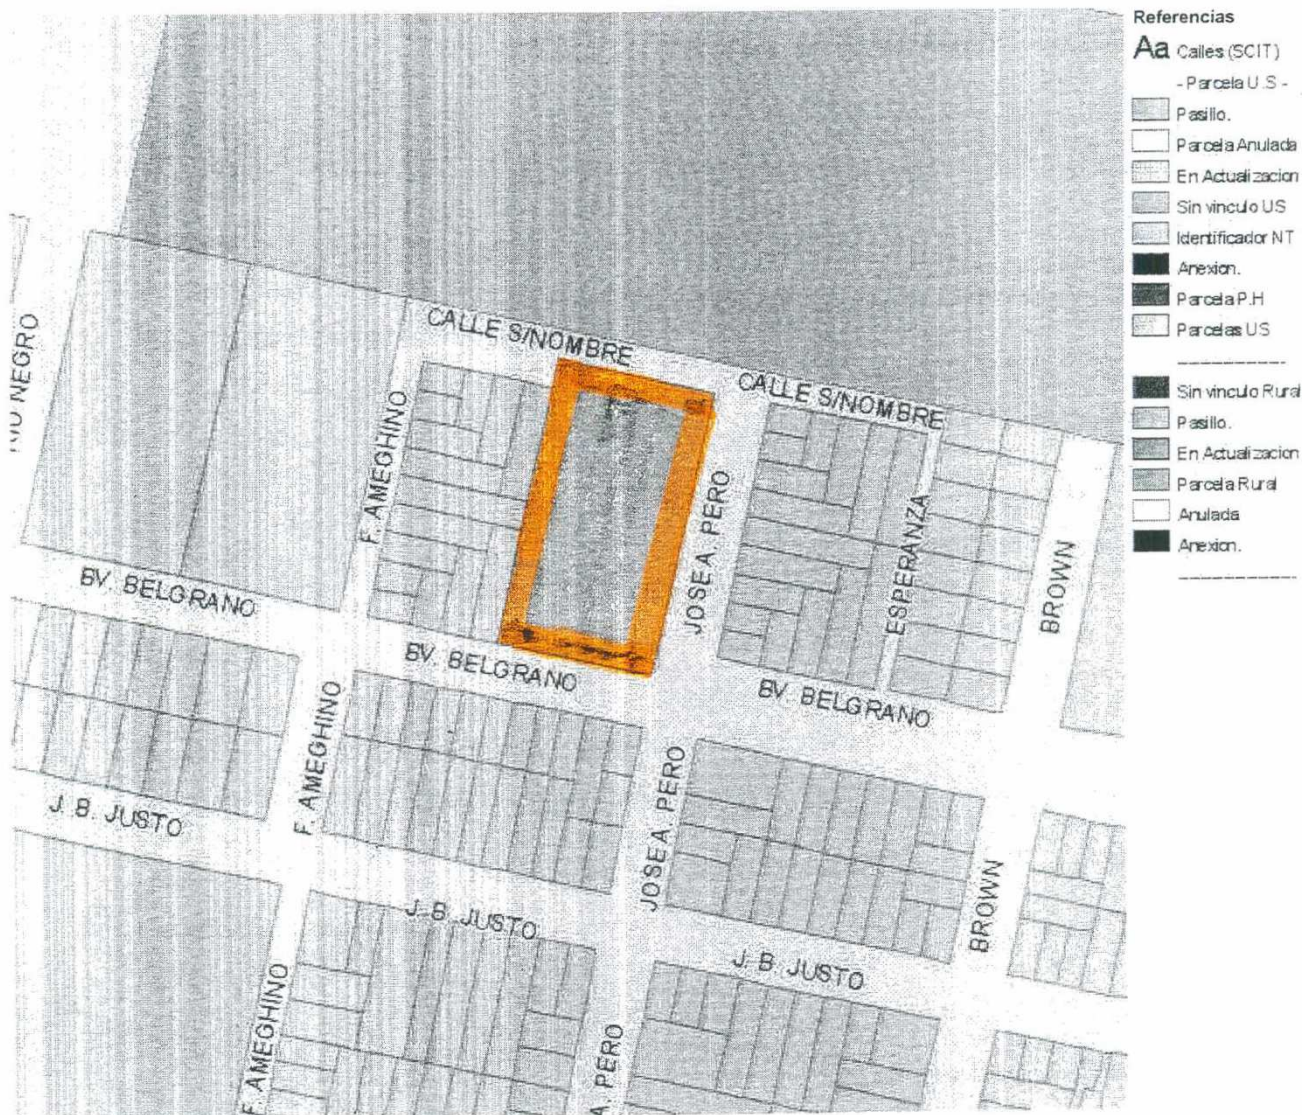 Referencias
Aa Calles (SCIT)
- Parcela U.S -
Pasillo.
Parcela Anulada
En Actualizacion
Sin vinculo US
Identificador NT
Anexion.
Parcela P.H
Parcelas US
Sin vinculo Rural
Pasillo.
En Actualizacion
Parcela Rural
Anulada
Anexion.
NEGRO
CALLE S/NOMBRE
CALLE S/NOMBRE
F. AMEGHINO
JOSE A. PERO
ESPERANZA
BROWN
BV. BELGRANO
BV. BELGRANO
BV. BELGRANO
F. AMEGHINO
JOSE A. PERO
BROWN
J. B. JUSTO
J. B. JUSTO
J. B. JUSTO
F. AMEGHINO
A. PERO